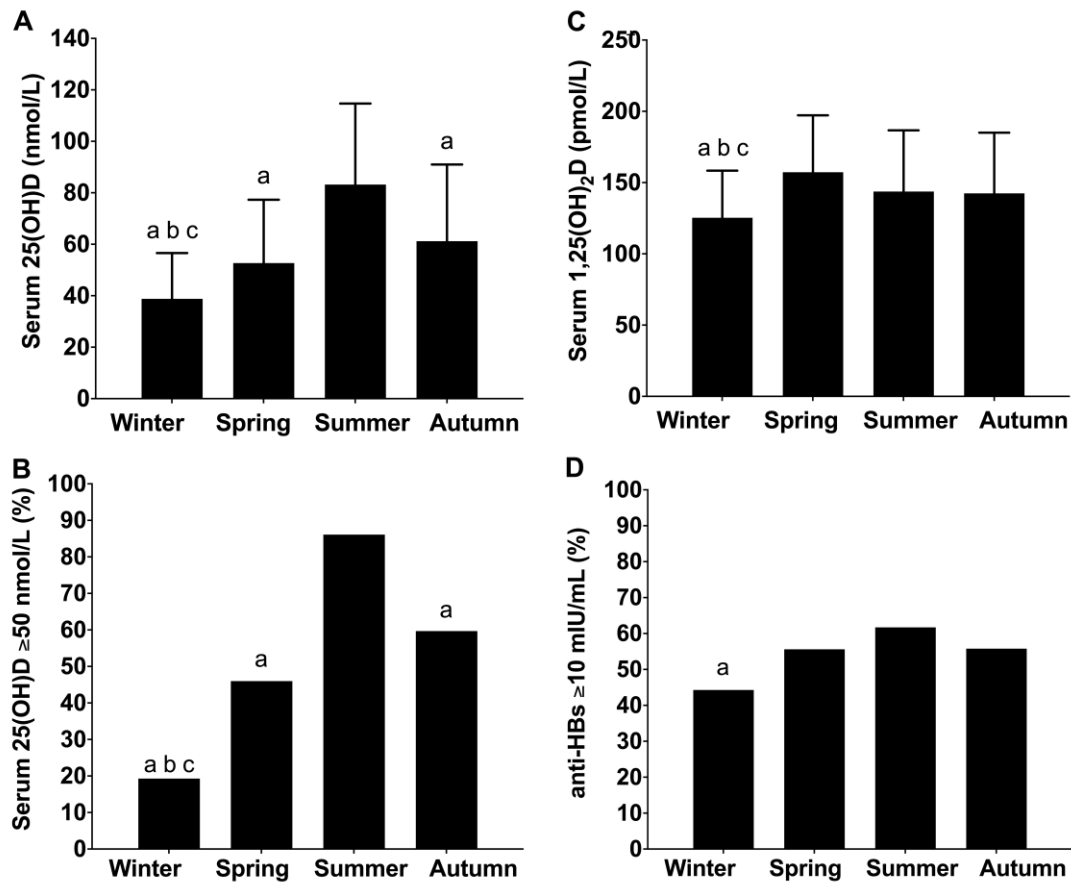 A
Serum 25(OH)D (nmol/L)
140
120
100
80
60
40
20
0
a b c
a
a
Winter Spring Summer Autumn
C
Serum 1,25(OH)₂D (pmol/L)
250
200
150
100
50
0
a b c
Winter Spring Summer Autumn
B
Serum 25(OH)D ≥50 nmol/L (%)
100
90
80
70
60
50
40
30
20
10
0
a b c
a
a
Winter Spring Summer Autumn
D
anti-HBs ≥10 mIU/mL (%)
100
90
80
70
60
50
40
30
20
10
0
a
Winter Spring Summer Autumn